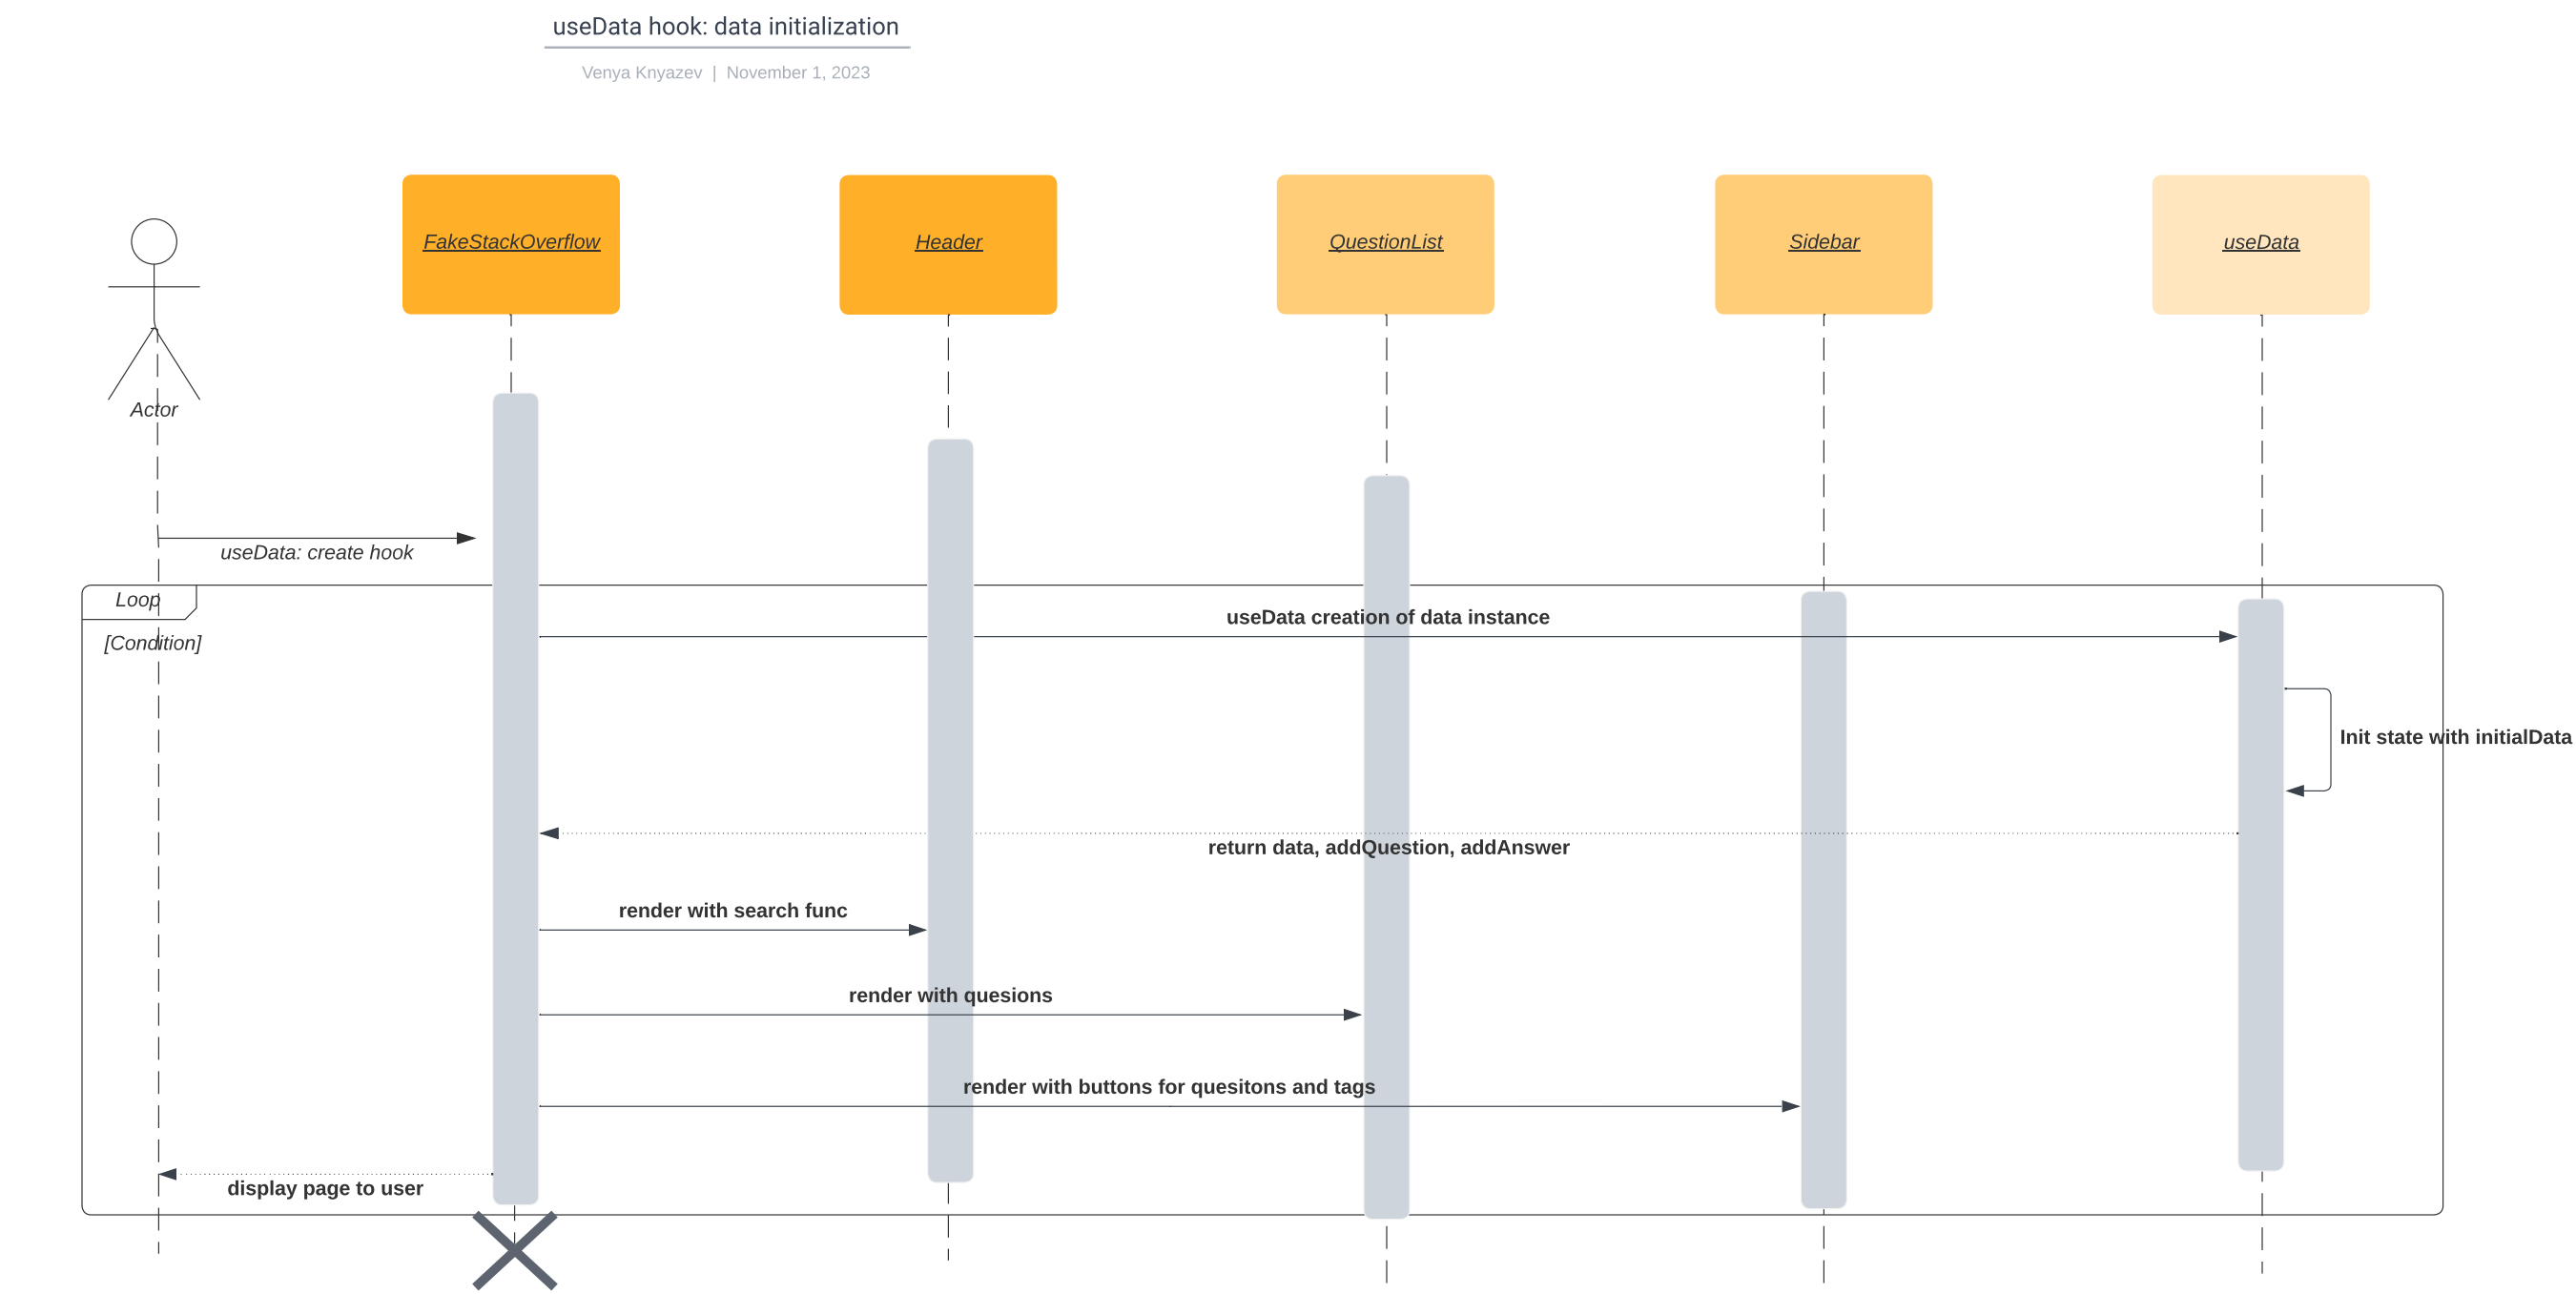 useData hook: data initialization
Venya Knyazev | November 1, 2023
FakeStackOverflow
Header
QuestionList
Sidebar
useData
Actor
useData: create hook
Loop
[Condition]
useData creation of data instance
Init state with initialData
return data, addQuestion, addAnswer
render with search func
render with quesions
render with buttons for quesitons and tags
display page to user